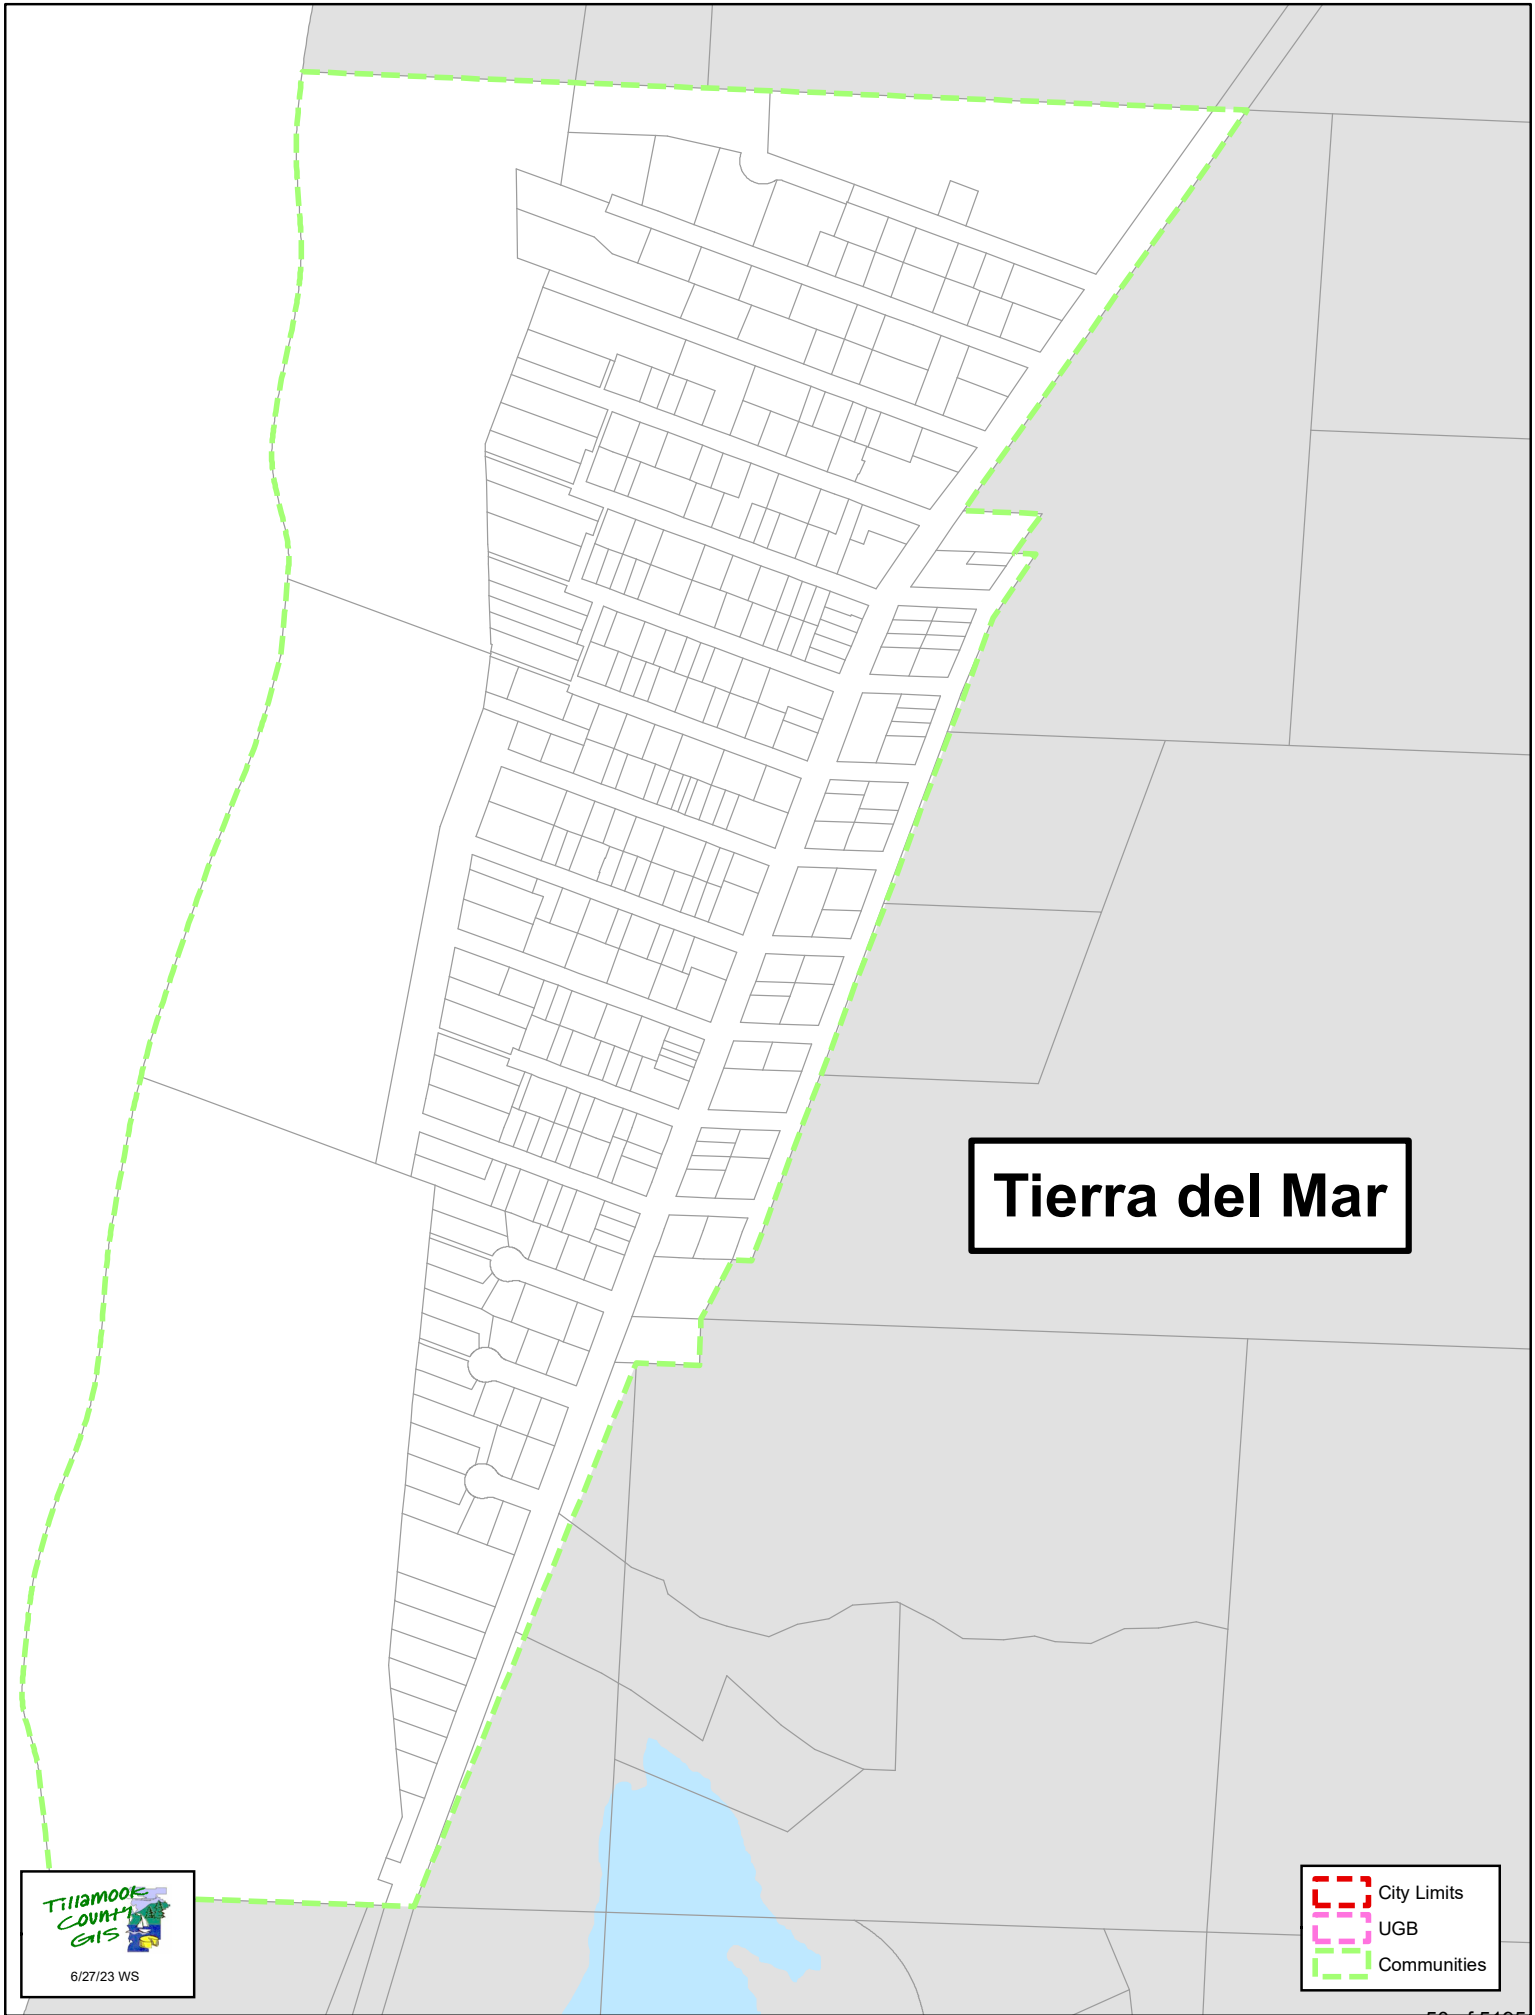 Tierra del Mar
Tillamook
County
GIS
6/27/23 WS
City Limits
UGB
Communities